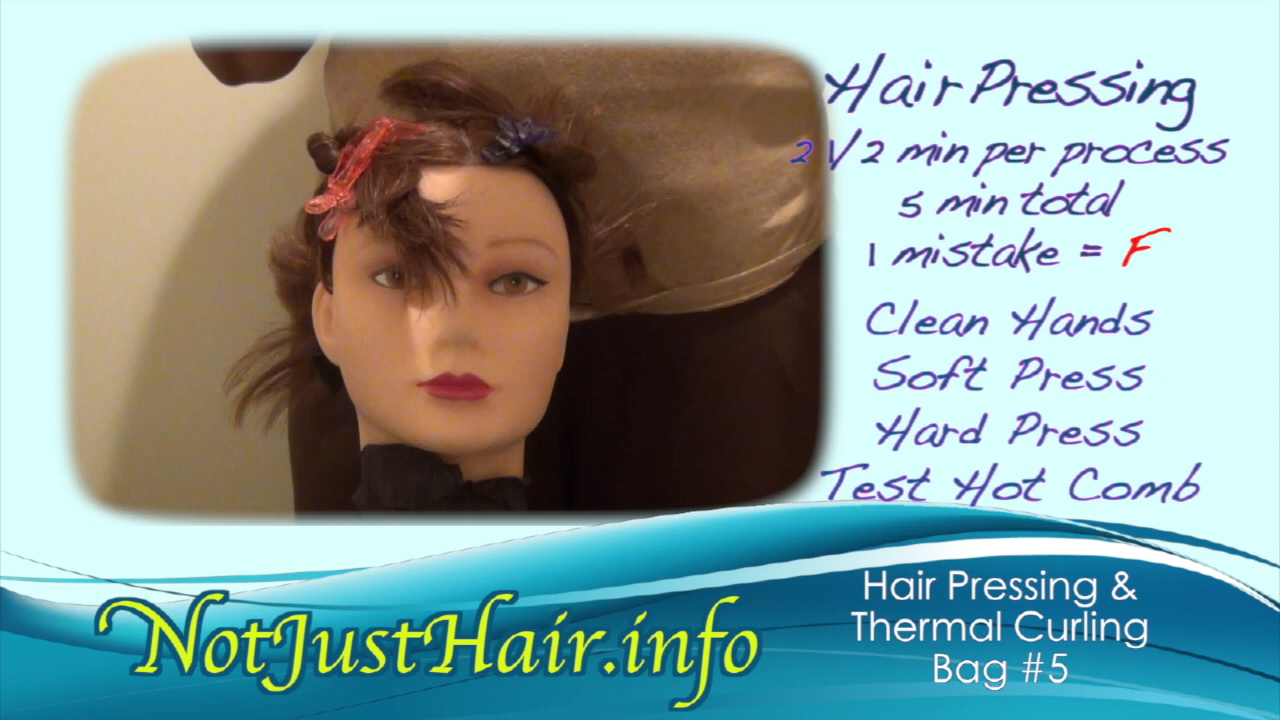 Hair Pressing
2 1/2 min per process
5 min total
1 mistake = F
Clean Hands
Soft Press
Hard Press
Test Hot Comb
NotJustHair.info
Hair Pressing &
Thermal Curling
Bag #5